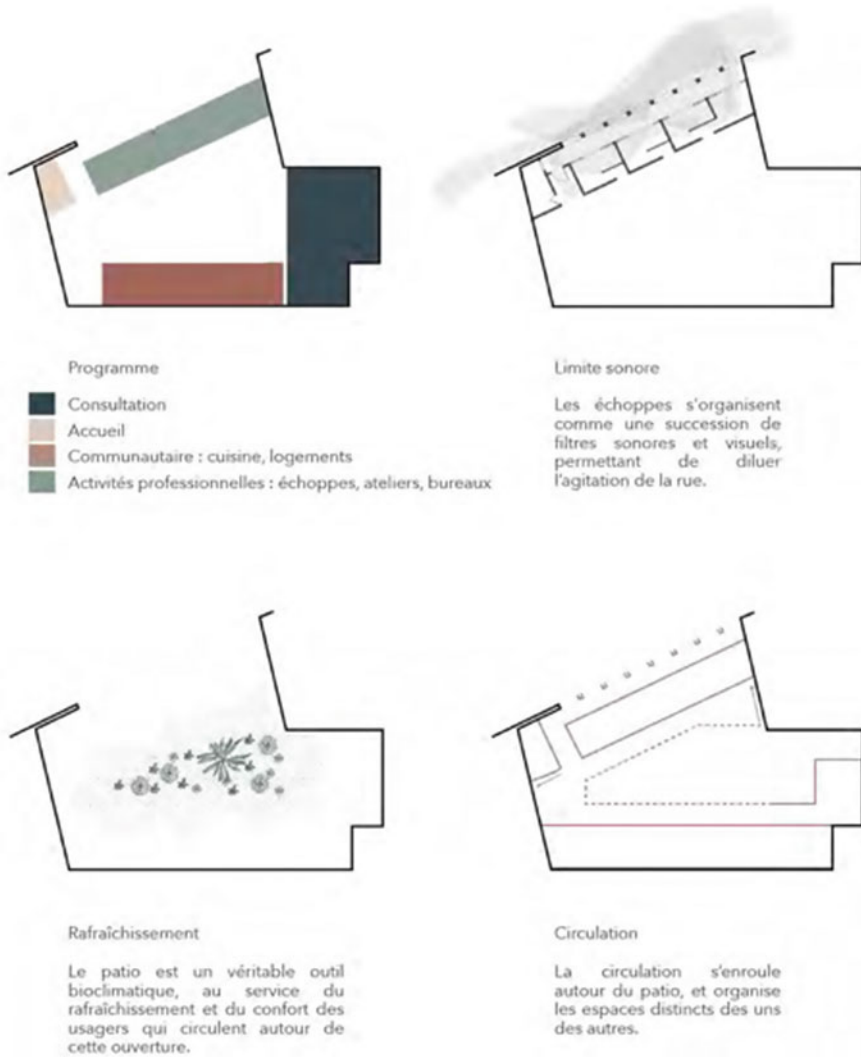 Programme
Consultation
Accueil
Communautaire : cuisine, logements
Activités professionnelles : échoppes, ateliers, bureaux
Limite sonore
Les échoppes s'organisent
comme une succession de
filtres sonores et visuels,
permettant de diluer
l'agitation de la rue.
Rafraîchissement
Le patio est un véritable outil
bioclimatique, au service du
rafraîchissement et du confort des
usagers qui circulent autour de
cette ouverture.
Circulation
La circulation s'enroule
autour du patio, et organise
les espaces distincts des uns
des autres.